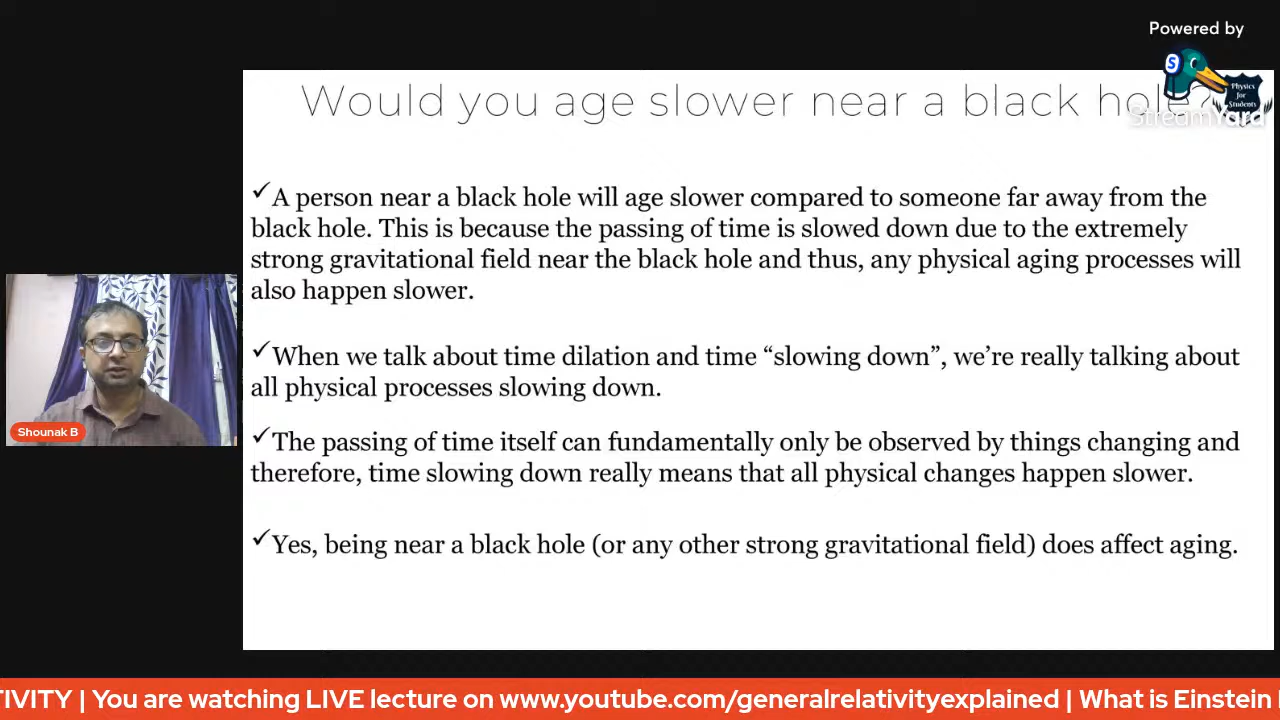 Powered by
StreamYard
S
Physics
for
Students
Would you age slower near a black hole?
✓A person near a black hole will age slower compared to someone far away from the
black hole. This is because the passing of time is slowed down due to the extremely
strong gravitational field near the black hole and thus, any physical aging processes will
also happen slower.
✓When we talk about time dilation and time “slowing down”, we’re really talking about
all physical processes slowing down.
✓The passing of time itself can fundamentally only be observed by things changing and
therefore, time slowing down really means that all physical changes happen slower.
✓Yes, being near a black hole (or any other strong gravitational field) does affect aging.
Shounak B
TIVITY | You are watching LIVE lecture on www.youtube.com/generalrelativityexplained | What is Einstein